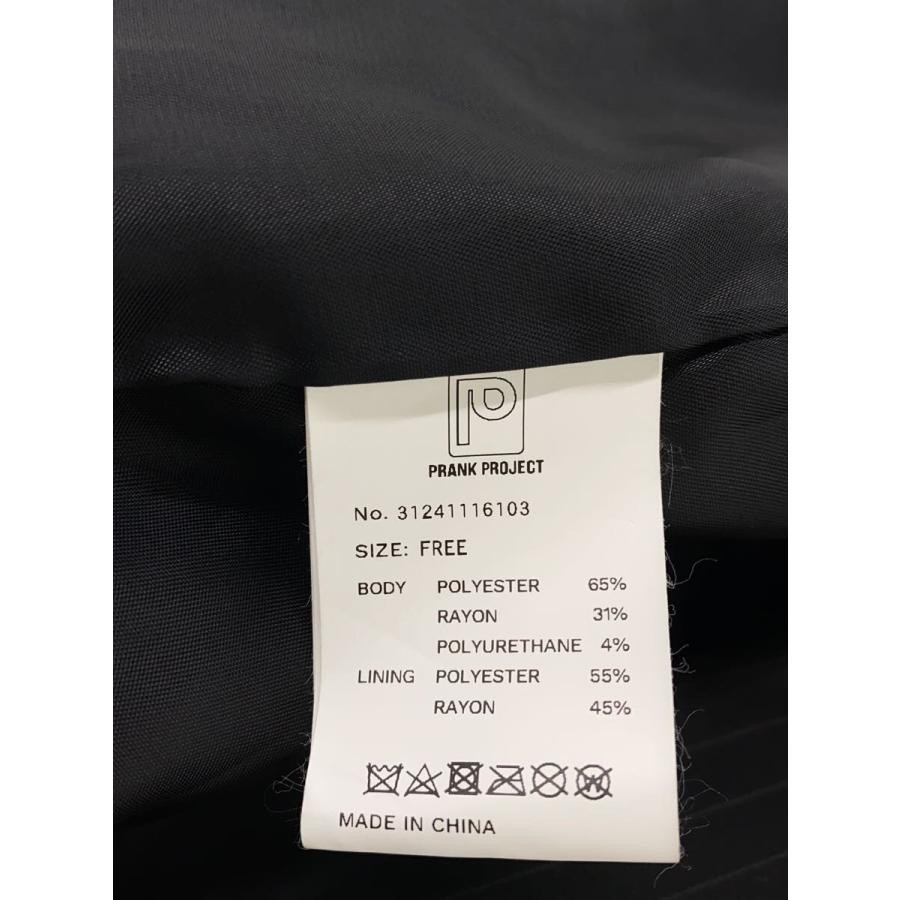 PRANK PROJECT
No. 31241116103
SIZE: FREE
BODY POLYESTER 65%
RAYON 31%
POLYURETHANE 4%
LINING POLYESTER 55%
RAYON 45%
MADE IN CHINA